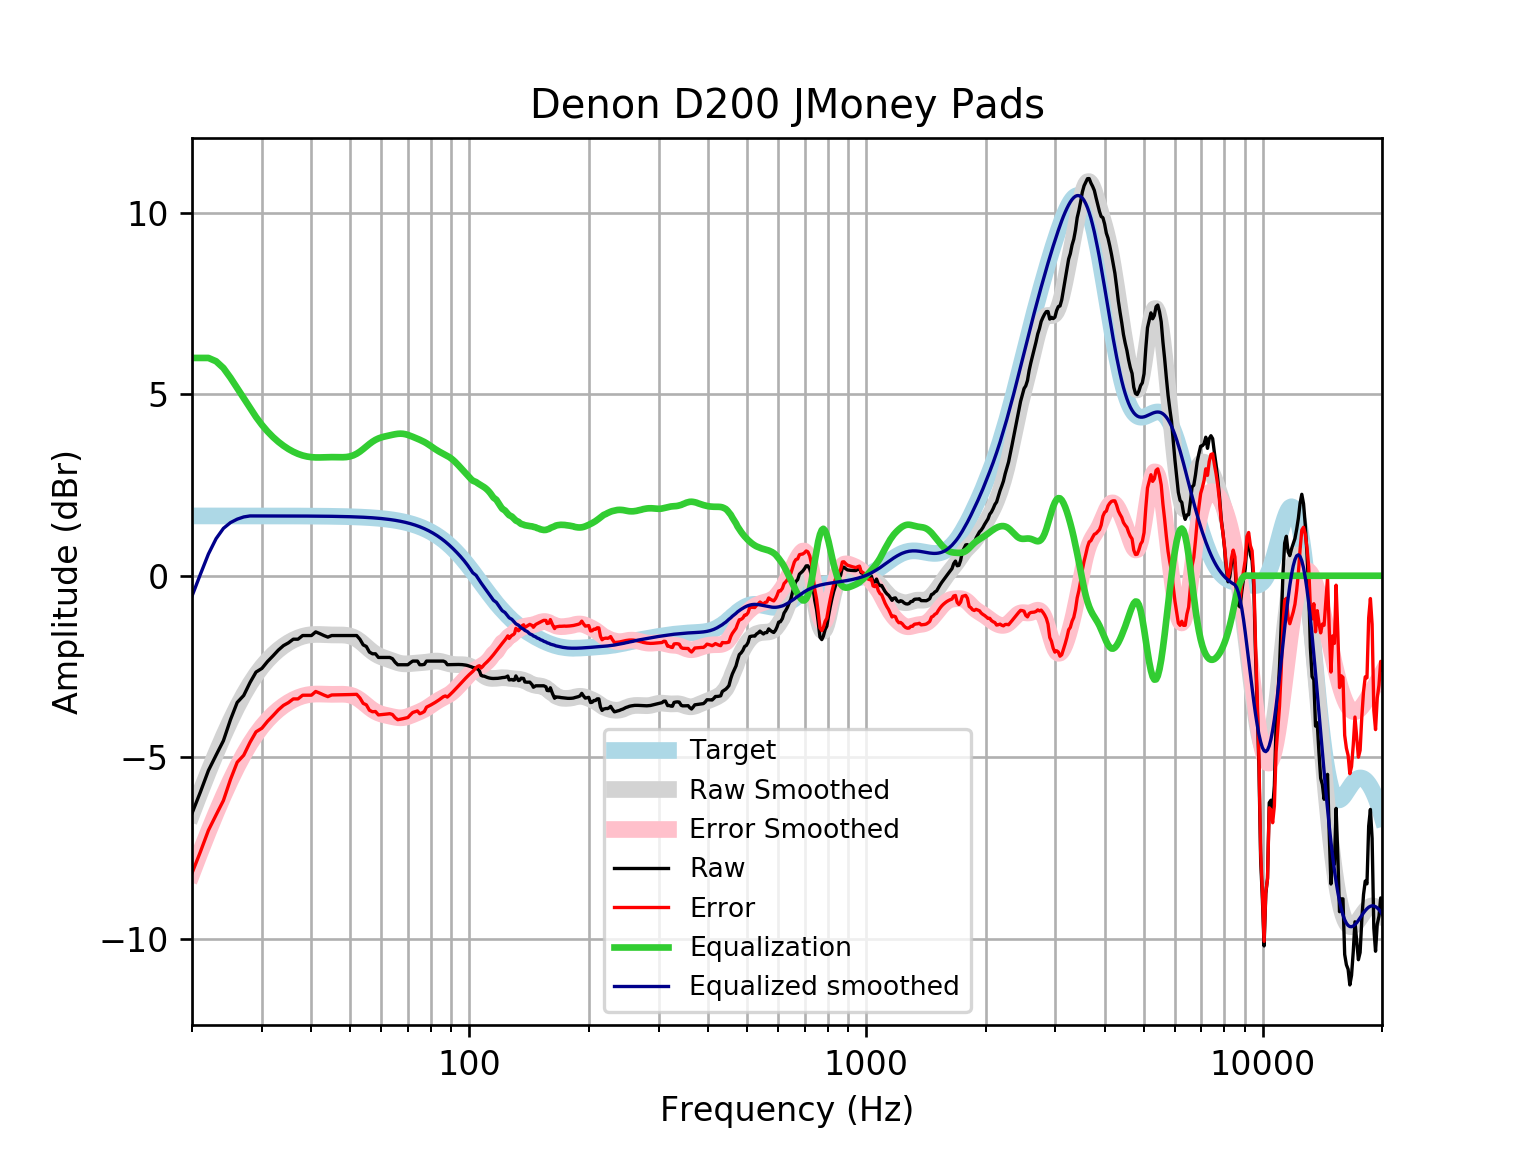 Denon D200 JMoney Pads
Amplitude (dBr)
10
5
0
−5
−10
Target
Raw Smoothed
Error Smoothed
Raw
Error
Equalization
Equalized smoothed
100
1000
10000
Frequency (Hz)